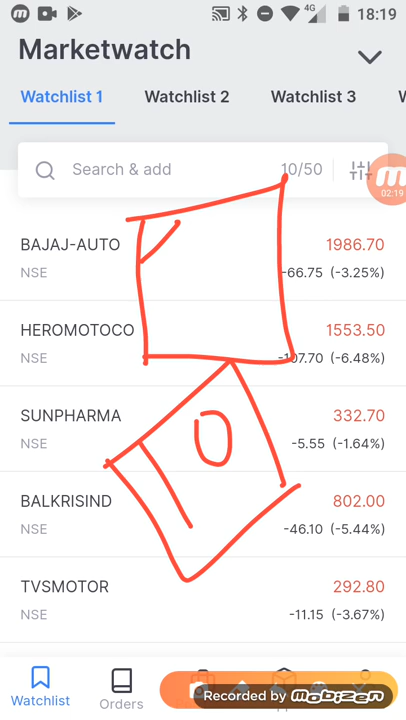 4G 18:19
Marketwatch
Watchlist 1 Watchlist 2 Watchlist 3 W
Search & add 10/50
02:19
BAJAJ-AUTO 1986.70
NSE -66.75 (-3.25%)
HEROMOTOCO 1553.50
NSE -107.70 (-6.48%)
SUNPHARMA 332.70
NSE -5.55 (-1.64%)
BALKRISIND 802.00
NSE -46.10 (-5.44%)
TVSMOTOR 292.80
NSE -11.15 (-3.67%)
Recorded by mobizen
Watchlist Orders